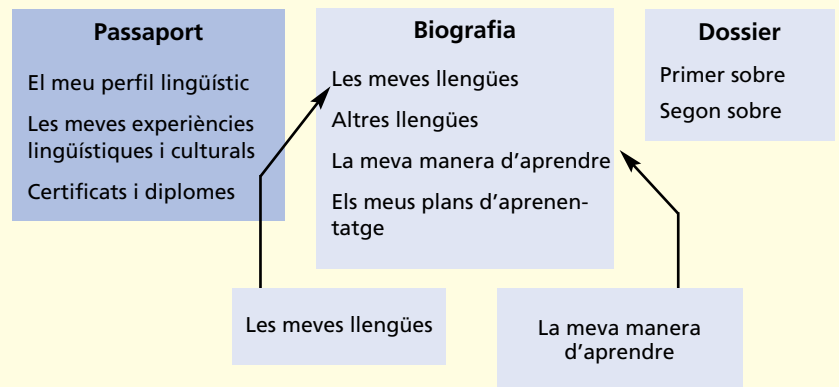 Passaport
El meu perfil lingüístic
Les meves experiències
lingüístiques i culturals
Certificats i diplomes
Biografia
Les meves llengües
Altres llengües
La meva manera d’aprendre
Els meus plans d’aprenen-
tatge
Dossier
Primer sobre
Segon sobre
Les meves llengües
La meva manera
d’aprendre